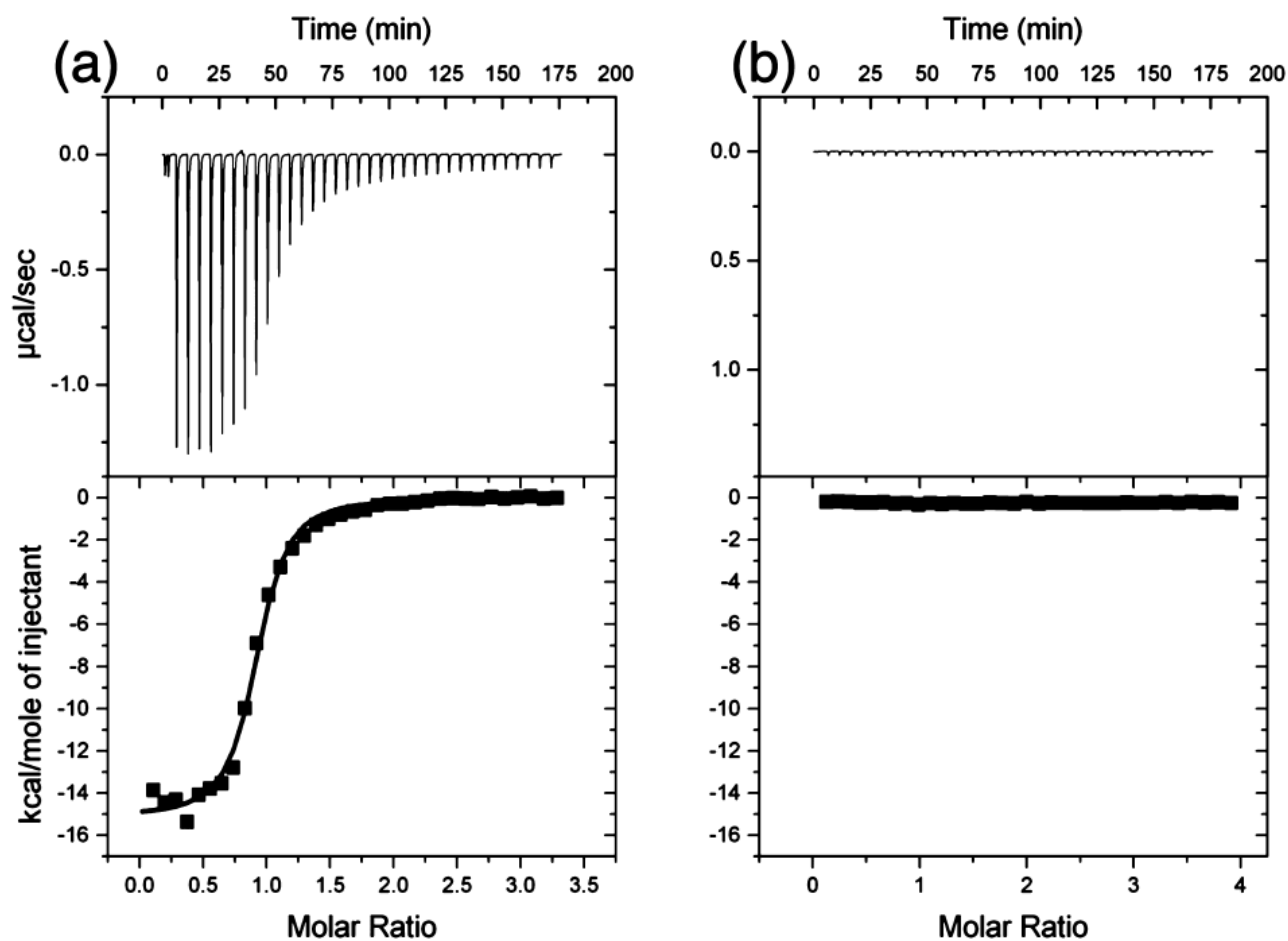 (a)
Time (min)
0 25 50 75 100 125 150 175 200
0.0
-0.5
-1.0
µcal/sec
0
-2
-4
-6
-8
-10
-12
-14
-16
kcal/mole of injectant
0.0 0.5 1.0 1.5 2.0 2.5 3.0 3.5
Molar Ratio
(b)
Time (min)
0 25 50 75 100 125 150 175 200
0.0
0.5
1.0
0
-2
-4
-6
-8
-10
-12
-14
-16
0 1 2 3 4
Molar Ratio